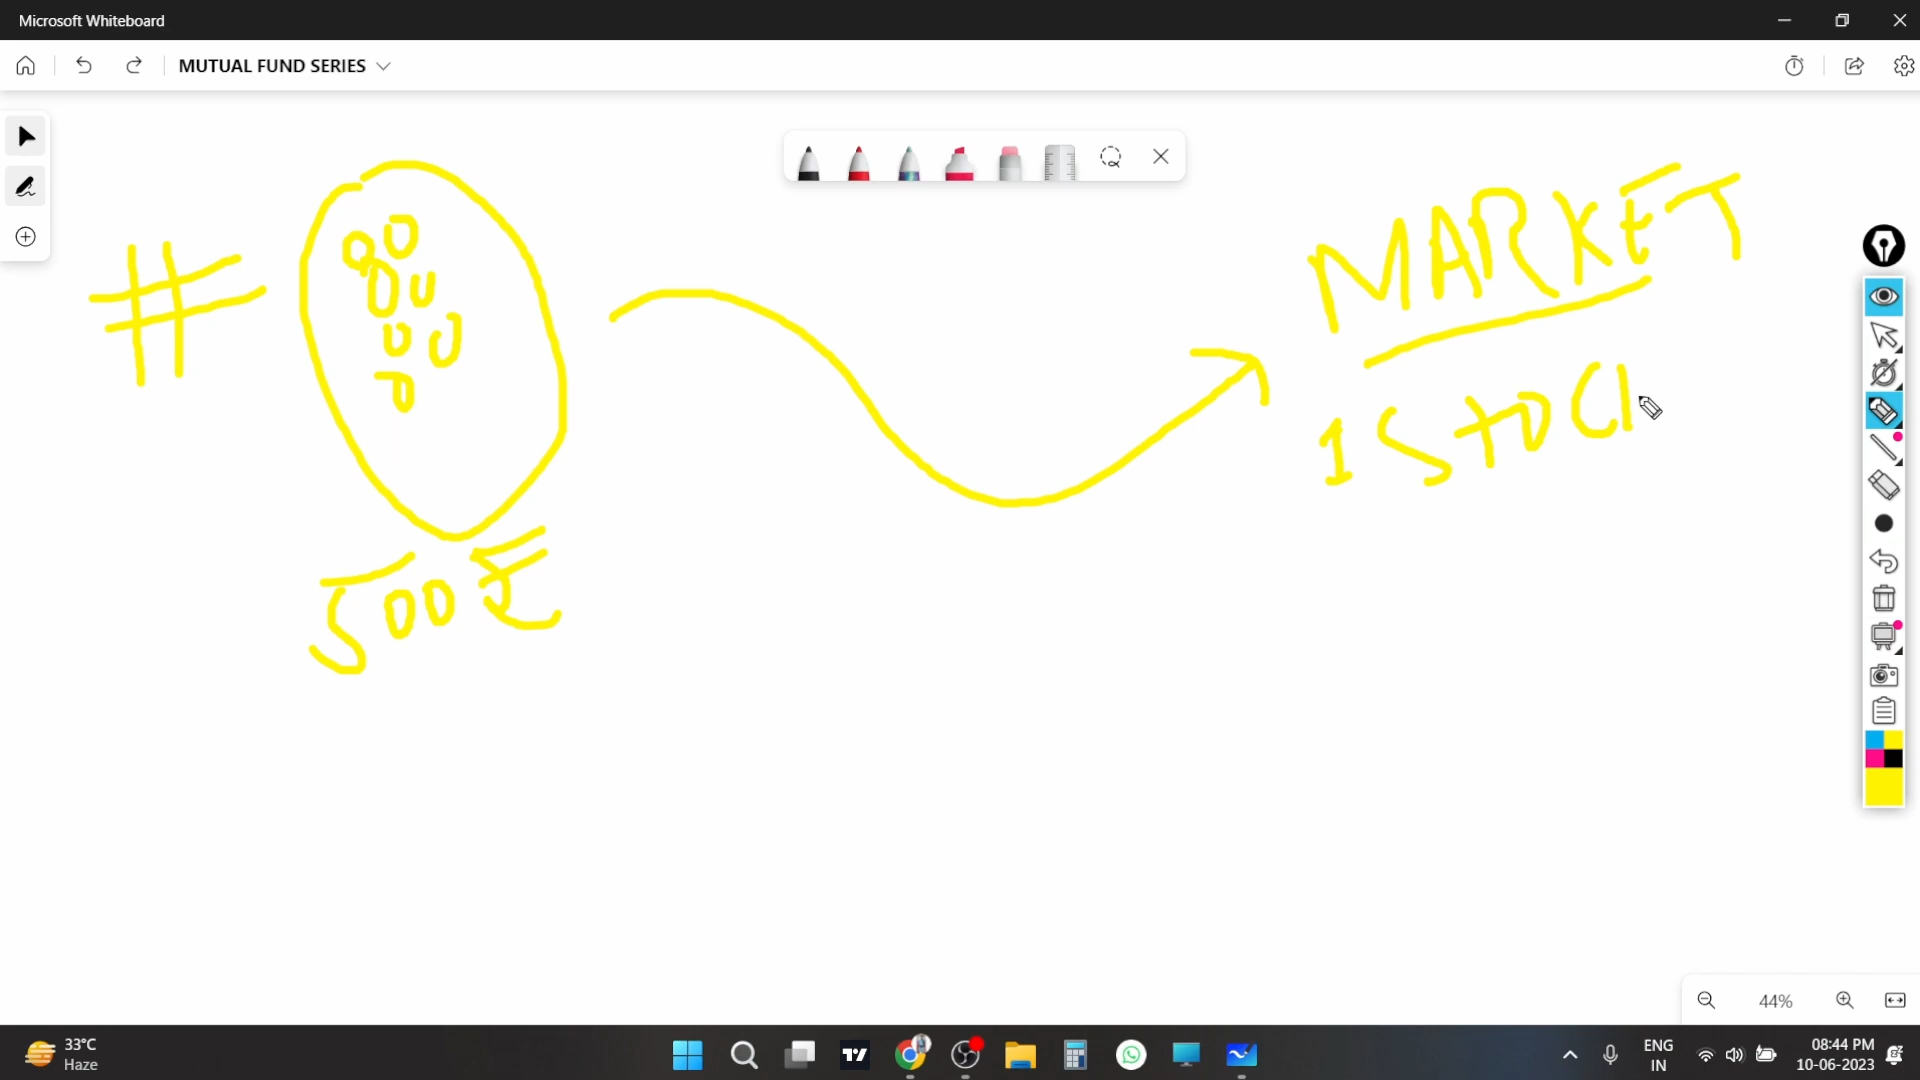 Microsoft Whiteboard
MUTUAL FUND SERIES
#
MARKET
1 StOCl
500₹
44%
33°C
Haze
ENG
IN
08:44 PM
10-06-2023